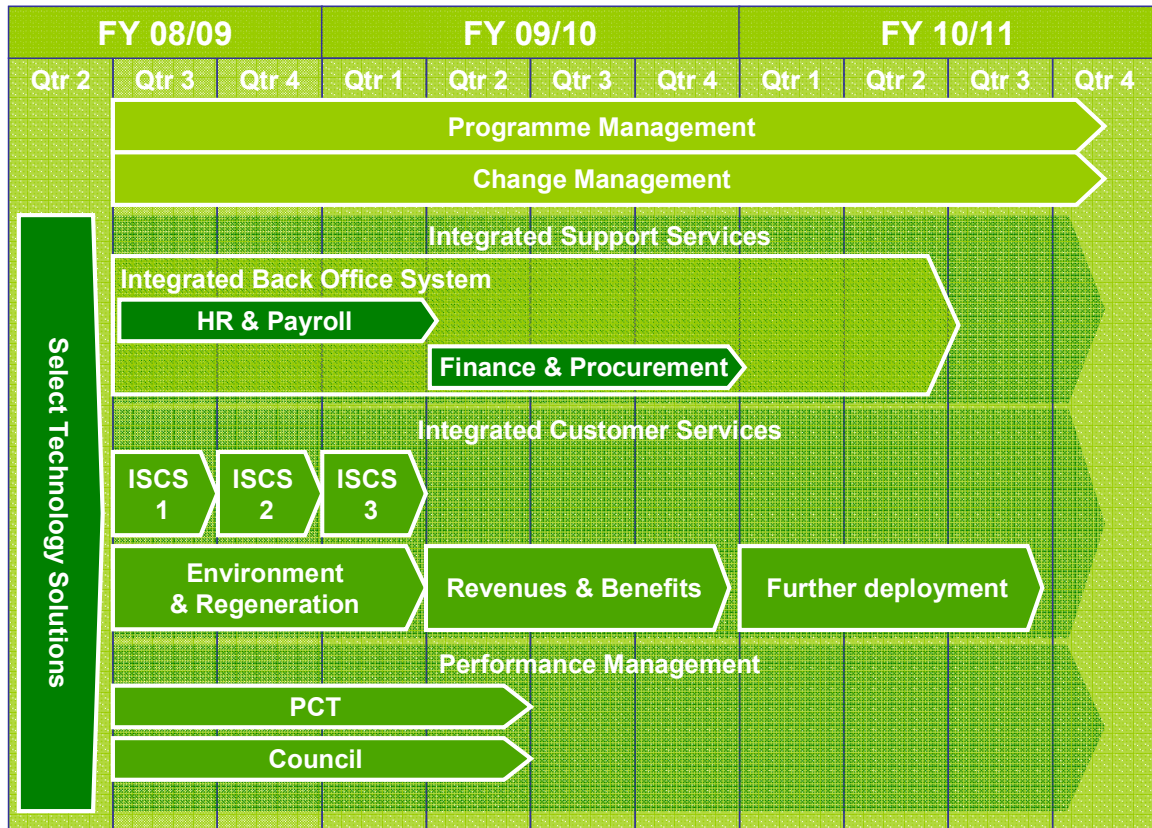 FY 08/09 FY 09/10 FY 10/11
Qtr 2 Qtr 3 Qtr 4 Qtr 1 Qtr 2 Qtr 3 Qtr 4 Qtr 1 Qtr 2 Qtr 3 Qtr 4
Programme Management
Change Management
Select Technology Solutions
Integrated Support Services
Integrated Back Office System
HR & Payroll
Finance & Procurement
Integrated Customer Services
ISCS
1
ISCS
2
ISCS
3
Environment
& Regeneration
Revenues & Benefits
Further deployment
Performance Management
PCT
Council